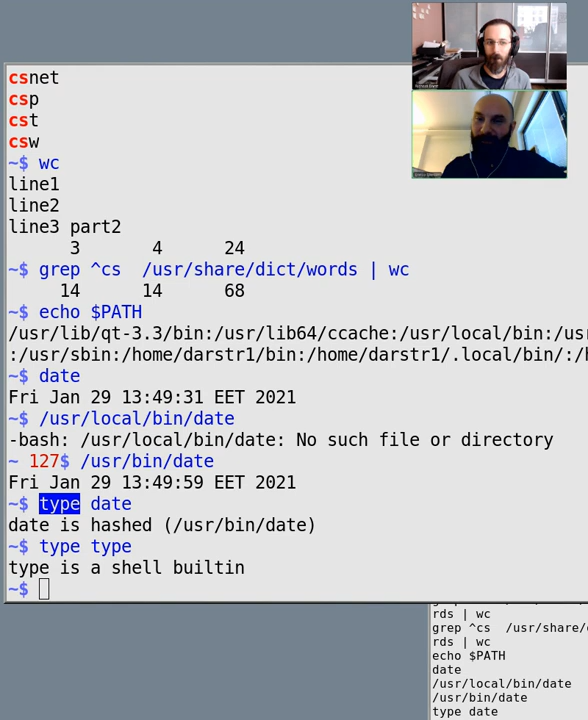 csnet
csp
cst
csw
~$ wc
line1
line2
line3 part2
      3       4      24
~$ grep ^cs  /usr/share/dict/words | wc
     14      14      68
~$ echo $PATH
/usr/lib/qt-3.3/bin:/usr/lib64/ccache:/usr/local/bin:/us
:/usr/sbin:/home/darstr1/bin:/home/darstr1/.local/bin/:/h
~$ date
Fri Jan 29 13:49:31 EET 2021
~$ /usr/local/bin/date
-bash: /usr/local/bin/date: No such file or directory
~ 127$ /usr/bin/date
Fri Jan 29 13:49:59 EET 2021
~$ type date
date is hashed (/usr/bin/date)
~$ type type
type is a shell builtin
~$
rds | wc
grep ^cs  /usr/share/
rds | wc
echo $PATH
date
/usr/local/bin/date
/usr/bin/date
type date